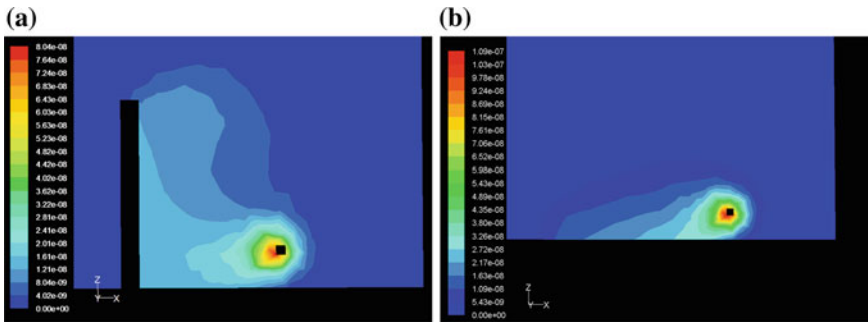 (a)
8.04e-08
7.64e-08
7.24e-08
6.83e-08
6.43e-08
6.03e-08
5.63e-08
5.23e-08
4.82e-08
4.42e-08
4.02e-08
3.62e-08
3.22e-08
2.81e-08
2.41e-08
2.01e-08
1.61e-08
1.21e-08
8.04e-09
4.02e-09
0.00e+00
Z
Y X
(b)
1.09e-07
1.03e-07
9.78e-08
9.24e-08
8.69e-08
8.15e-08
7.61e-08
7.06e-08
6.52e-08
5.98e-08
5.43e-08
4.89e-08
4.35e-08
3.80e-08
3.26e-08
2.72e-08
2.17e-08
1.63e-08
1.09e-08
5.43e-09
0.00e+00
Z
Y X